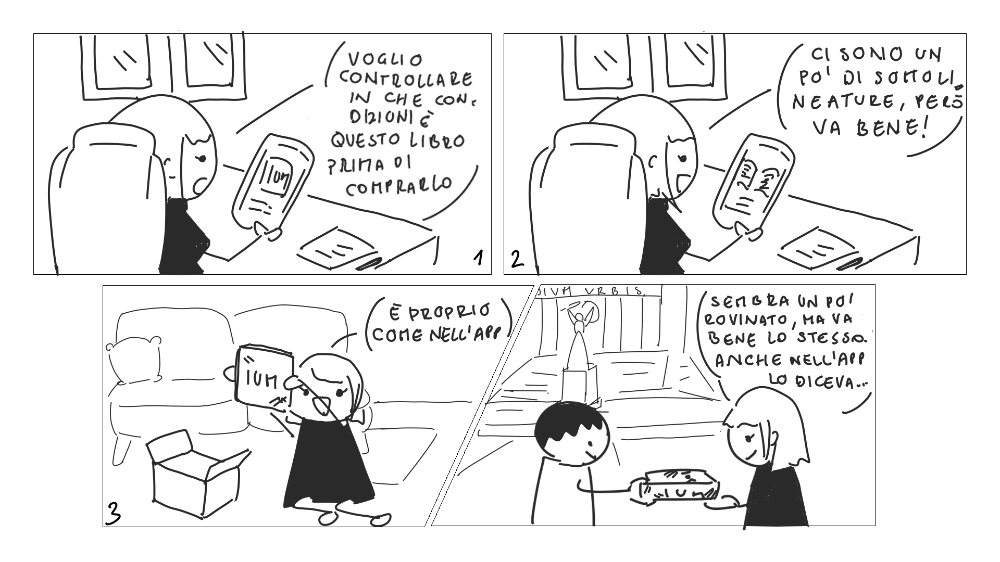 VOGLIO
CONTROLLARE
IN CHE CON-
DIZIONI È
QUESTO LIBRO
PRIMA DI
COMPRARLO
IUM
1
CI SONO UN
PO' DI SOTTOLI-
NEATURE, PERÒ
VA BENE!
2
È PROPRIO
COME NELL'APP
IUM
3
DIVM VRBIS
SEMBRA UN PO'
ROVINATO, MA VA
BENE LO STESSO.
ANCHE NELL'APP
LO DICEVA...
IUM